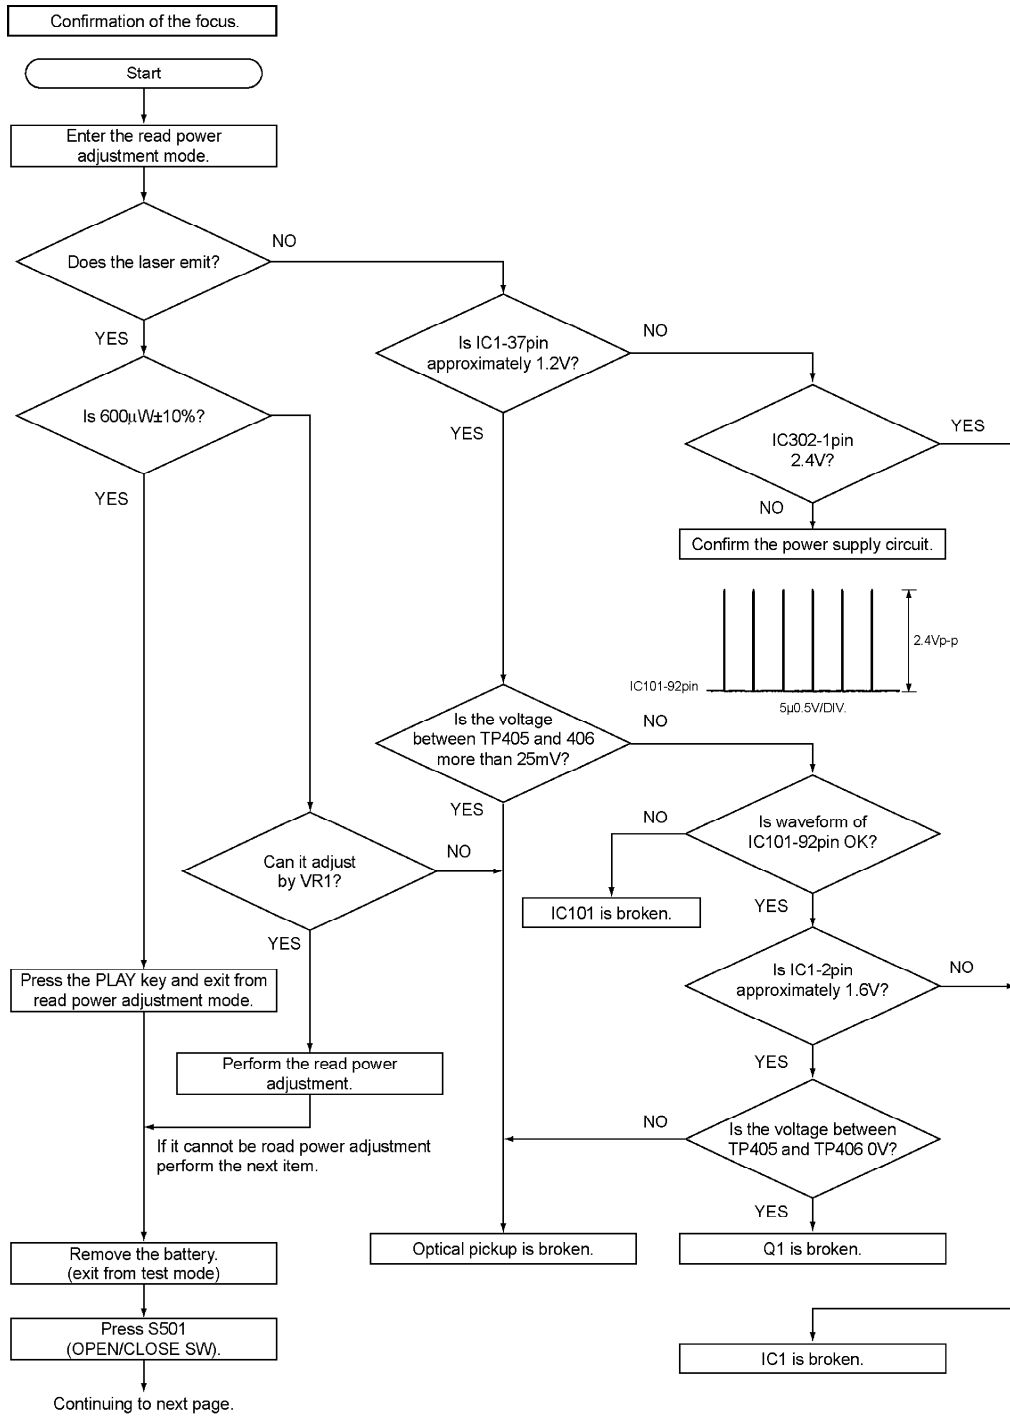 Confirmation of the focus.
Start
Enter the read power
adjustment mode.
Does the laser emit?
NO
YES
Is IC1-37pin
approximately 1.2V?
NO
YES
Is 600µW±10%?
YES
IC302-1pin
2.4V?
YES
NO
Confirm the power supply circuit.
2.4Vp-p
IC101-92pin
5µ0.5V/DIV.
Is the voltage
between TP405 and 406
more than 25mV?
NO
YES
Is waveform of
IC101-92pin OK?
NO
YES
Can it adjust
by VR1?
NO
YES
IC101 is broken.
Is IC1-2pin
approximately 1.6V?
NO
YES
Press the PLAY key and exit from
read power adjustment mode.
Perform the read power
adjustment.
If it cannot be road power adjustment
perform the next item.
Is the voltage between
TP405 and TP406 0V?
NO
YES
Remove the battery.
(exit from test mode)
Optical pickup is broken.
Q1 is broken.
Press S501
(OPEN/CLOSE SW).
IC1 is broken.
Continuing to next page.